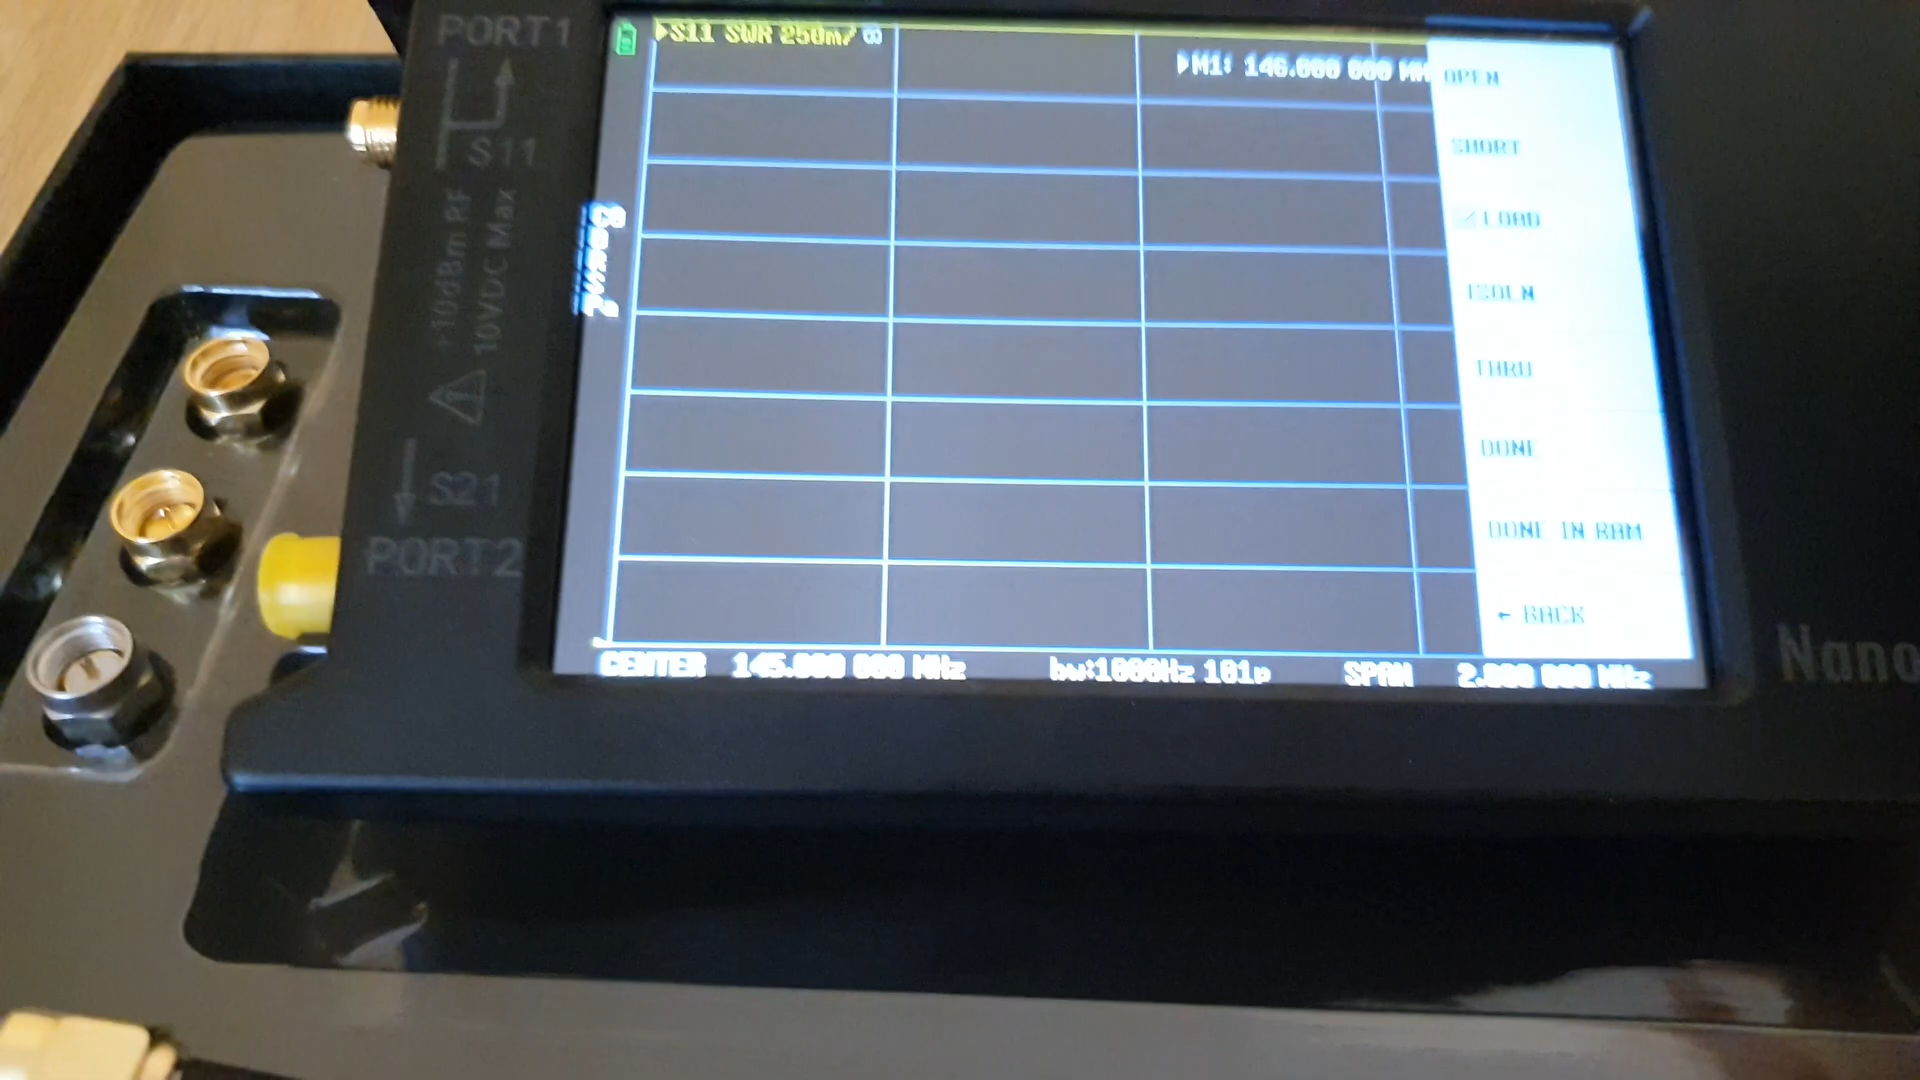 PORT1
S11
+10dBm RF
10VDC Max
S21
PORT2
S11 SWR 250m/ ∞
M1: 146.000 000 MH
OPEN
SHORT
LOAD
ISOLN
THRU
DONE
DONE IN RAM
← BACK
CENTER 145.000 000 MHz bw:1000Hz 101p SPAN 2.000 000 MHz
Nano